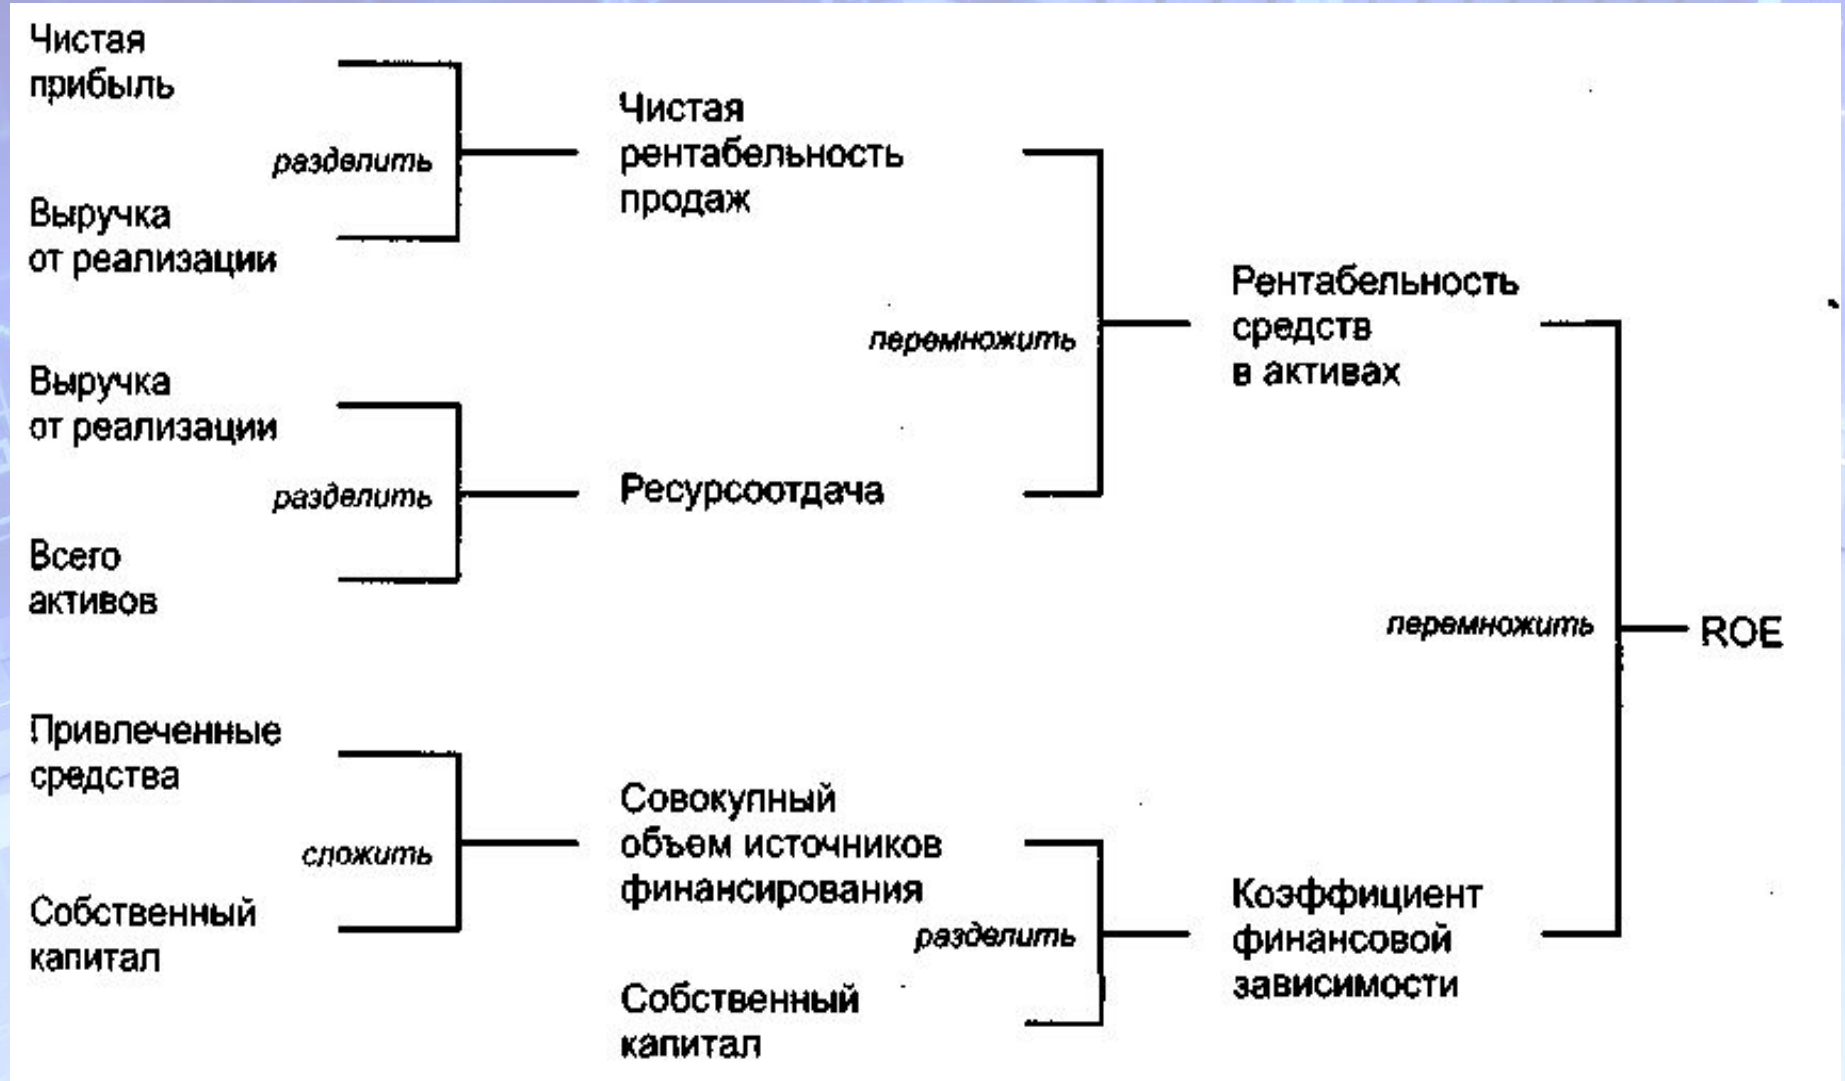 Чистая
прибыль
разделить
Выручка
от реализации
Чистая
рентабельность
продаж
перемножить
Выручка
от реализации
разделить
Всего
активов
Ресурсоотдача
Рентабельность
средств
в активах
перемножить
ROE
Привлеченные
средства
сложить
Собственный
капитал
Совокупный
объем источников
финансирования
разделить
Собственный
капитал
Коэффициент
финансовой
зависимости